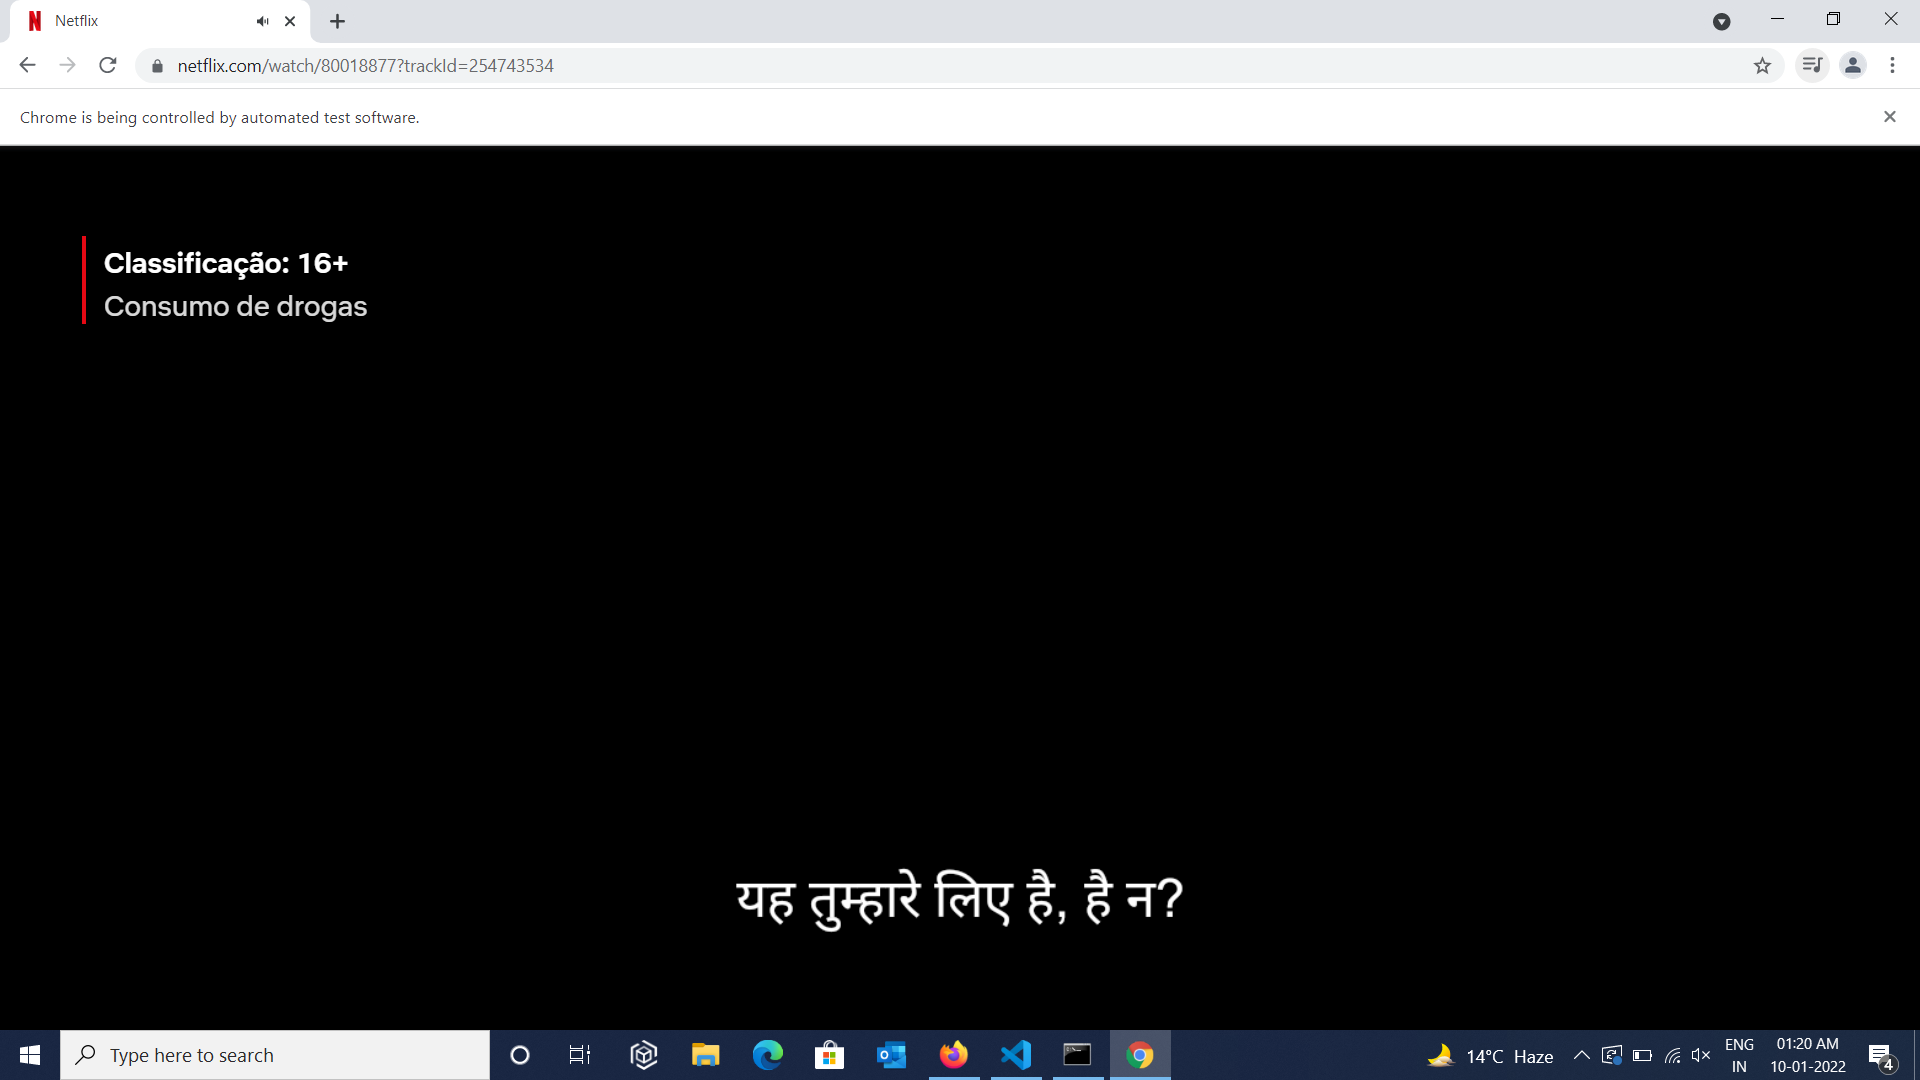 Netflix
netflix.com/watch/80018877?trackId=254743534
Chrome is being controlled by automated test software.
Classificação: 16+
Consumo de drogas
यह तुम्हारे लिए है, है न?
Type here to search
14°C Haze
ENG
IN
01:20 AM
10-01-2022
4